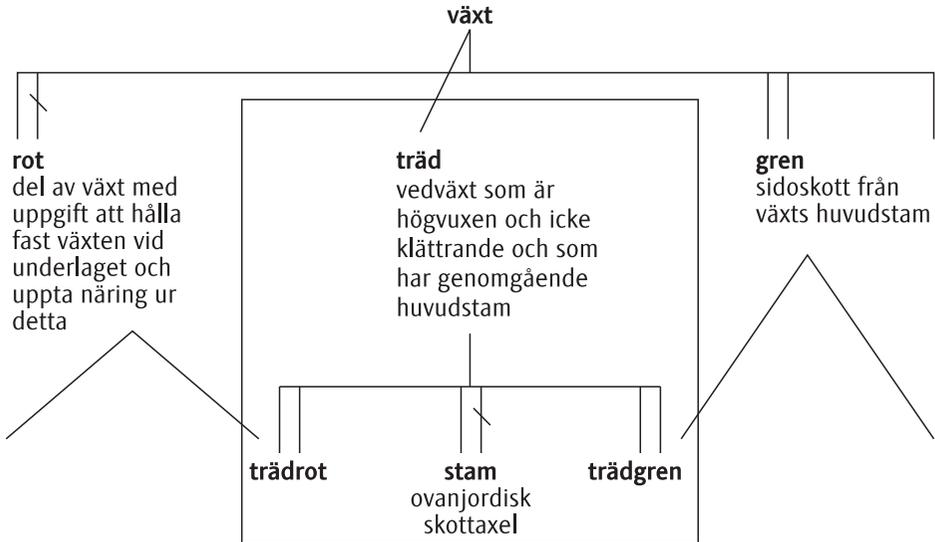 växt
rot
del av växt med
uppgift att hålla
fast växten vid
underlaget och
uppta näring ur
detta
träd
vedväxt som är
högvuxen och icke
klättrande och som
har genomgående
huvudstam
gren
sidoskott från
växts huvudstam
trädrot
stam
ovanjordisk
skottaxel
trädgren